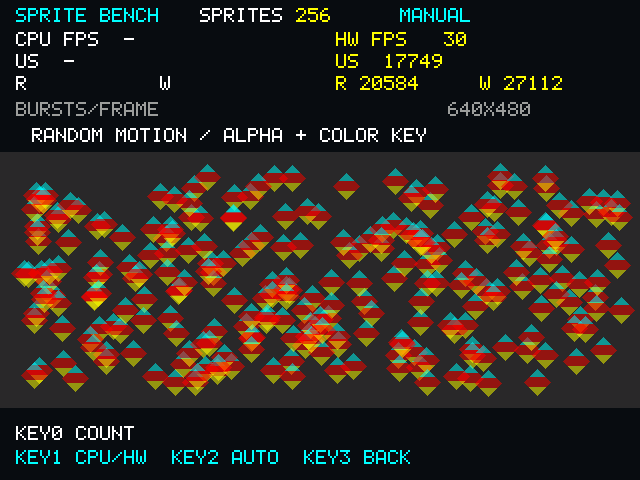 SPRITE BENCH SPRITES 256 MANUAL
CPU FPS - HW FPS 30
US - US 17749
R W R 20584 W 27112
BURSTS/FRAME 640X480
RANDOM MOTION / ALPHA + COLOR KEY
KEY0 COUNT
KEY1 CPU/HW KEY2 AUTO KEY3 BACK